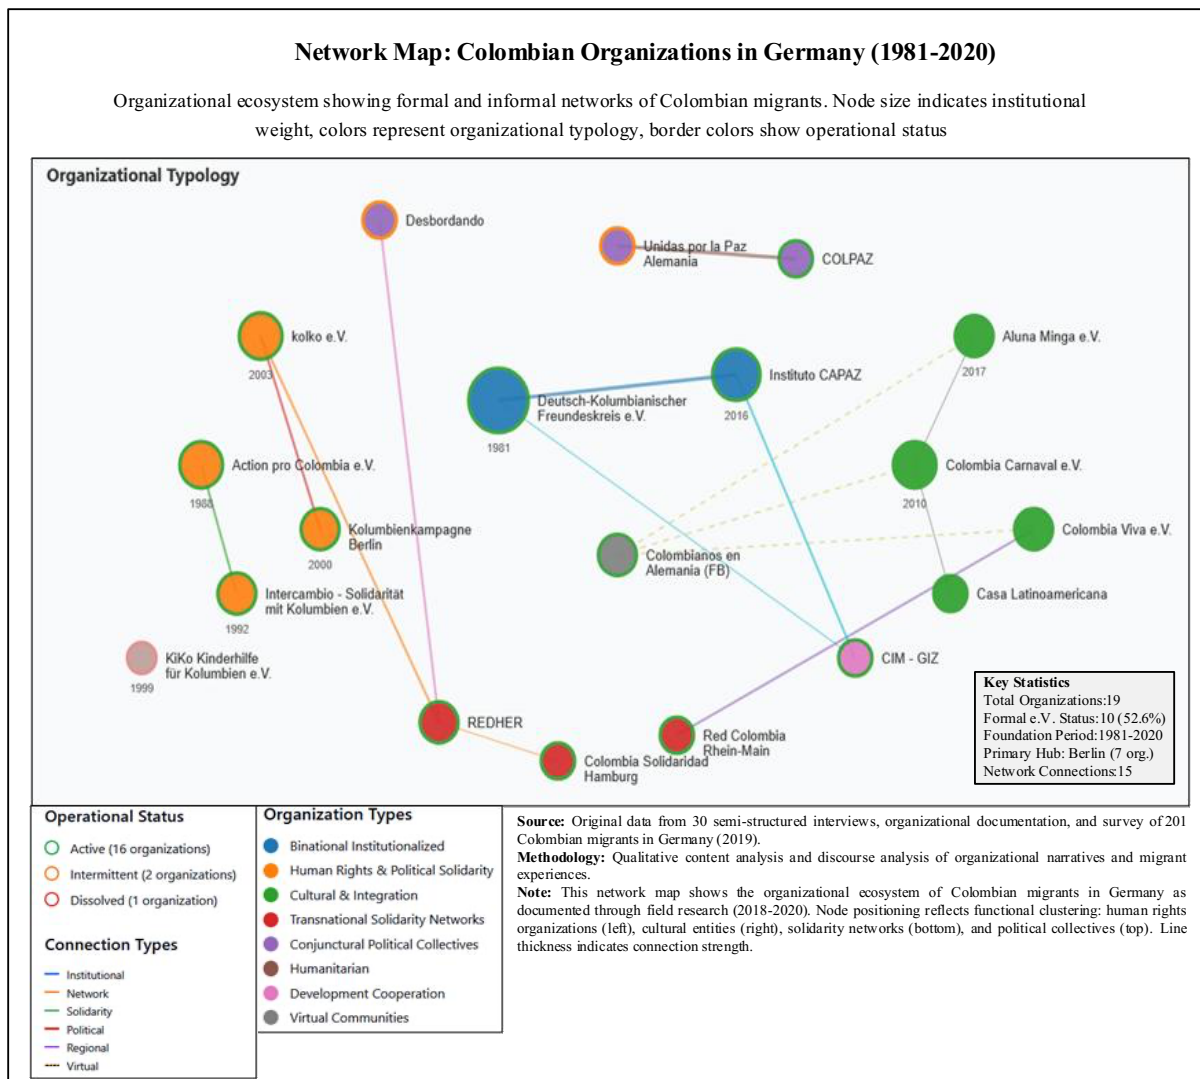 Network Map: Colombian Organizations in Germany (1981-2020)
Organizational ecosystem showing formal and informal networks of Colombian migrants. Node size indicates institutional
weight, colors represent organizational typology, border colors show operational status
Organizational Typology
Desbordando
Unidas por la Paz
Alemania
COLPAZ
kolko e.V.
2003
Aluna Minga e.V.
2017
Instituto CAPAZ
2016
Deutsch-Kolumbianischer
Freundeskreis e.V.
1981
Action pro Colombia e.V.
1988
Colombia Carnaval e.V.
2010
Kolumbienkampagne
Berlin
2000
Colombia Viva e.V.
Colombianos en
Alemania (FB)
Intercambio - Solidarität
mit Kolumbien e.V.
1992
Casa Latinoamericana
KiKo Kinderhilfe
für Kolumbien e.V.
1999
CIM - GIZ
REDHER
Red Colombia
Rhein-Main
Colombia Solidaridad
Hamburg
Key Statistics
Total Organizations:19
Formal e.V. Status:10 (52.6%)
Foundation Period:1981-2020
Primary Hub: Berlin (7 org.)
Network Connections:15
Operational Status
Active (16 organizations)
Intermittent (2 organizations)
Dissolved (1 organization)
Connection Types
Institutional
Network
Solidarity
Political
Regional
Virtual
Organization Types
Binational Institutionalized
Human Rights & Political Solidarity
Cultural & Integration
Transnational Solidarity Networks
Conjunctural Political Collectives
Humanitarian
Development Cooperation
Virtual Communities
Source: Original data from 30 semi-structured interviews, organizational documentation, and survey of 201
Colombian migrants in Germany (2019).
Methodology: Qualitative content analysis and discourse analysis of organizational narratives and migrant
experiences.
Note: This network map shows the organizational ecosystem of Colombian migrants in Germany as
documented through field research (2018-2020). Node positioning reflects functional clustering: human rights
organizations (left), cultural entities (right), solidarity networks (bottom), and political collectives (top). Line
thickness indicates connection strength.